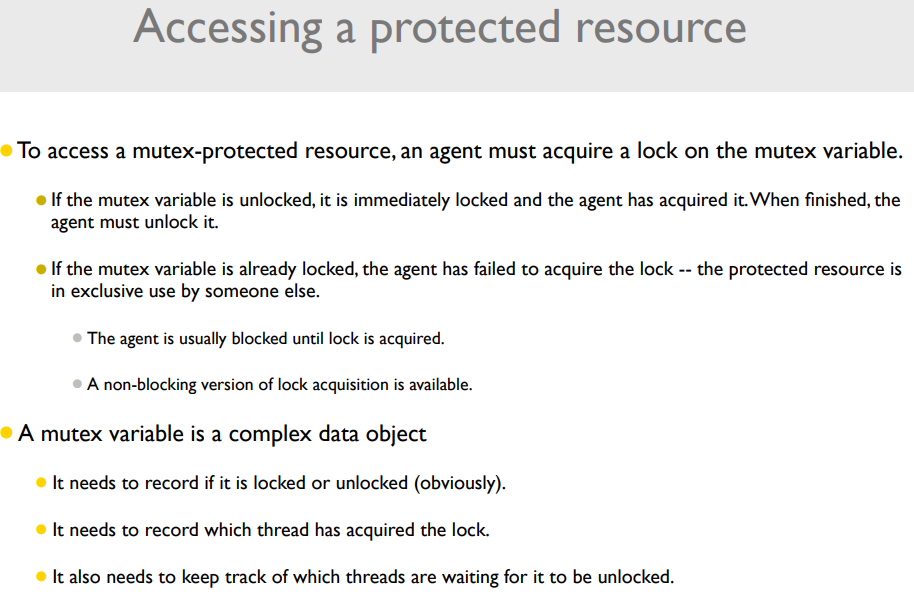 Accessing a protected resource
To access a mutex-protected resource, an agent must acquire a lock on the mutex variable.
If the mutex variable is unlocked, it is immediately locked and the agent has acquired it. When finished, the
agent must unlock it.
If the mutex variable is already locked, the agent has failed to acquire the lock -- the protected resource is
in exclusive use by someone else.
The agent is usually blocked until lock is acquired.
A non-blocking version of lock acquisition is available.
A mutex variable is a complex data object
It needs to record if it is locked or unlocked (obviously).
It needs to record which thread has acquired the lock.
It also needs to keep track of which threads are waiting for it to be unlocked.